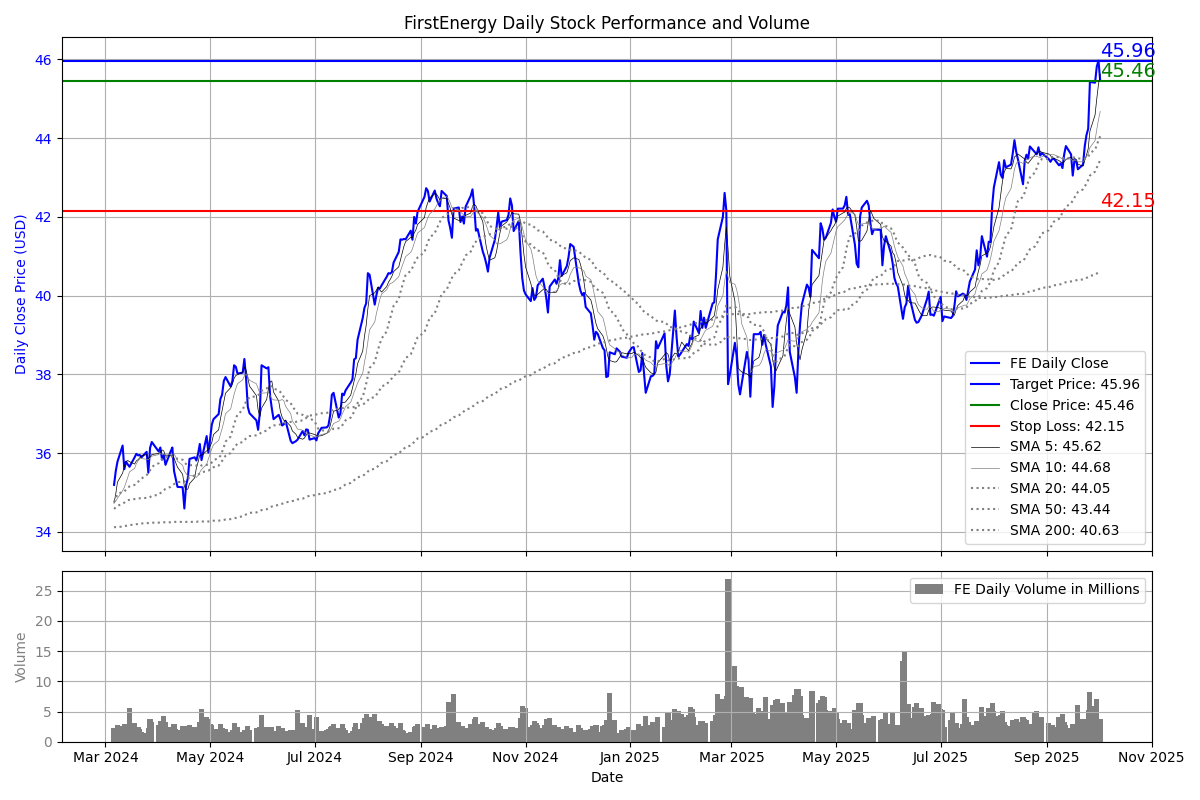 FirstEnergy Daily Stock Performance and Volume
Daily Close Price (USD)
46
44
42
40
38
36
34
45.96
45.46
42.15
FE Daily Close
Target Price: 45.96
Close Price: 45.46
Stop Loss: 42.15
SMA 5: 45.62
SMA 10: 44.68
SMA 20: 44.05
SMA 50: 43.44
SMA 200: 40.63
Volume
25
20
15
10
5
0
FE Daily Volume in Millions
Mar 2024 May 2024 Jul 2024 Sep 2024 Nov 2024 Jan 2025 Mar 2025 May 2025 Jul 2025 Sep 2025 Nov 2025
Date